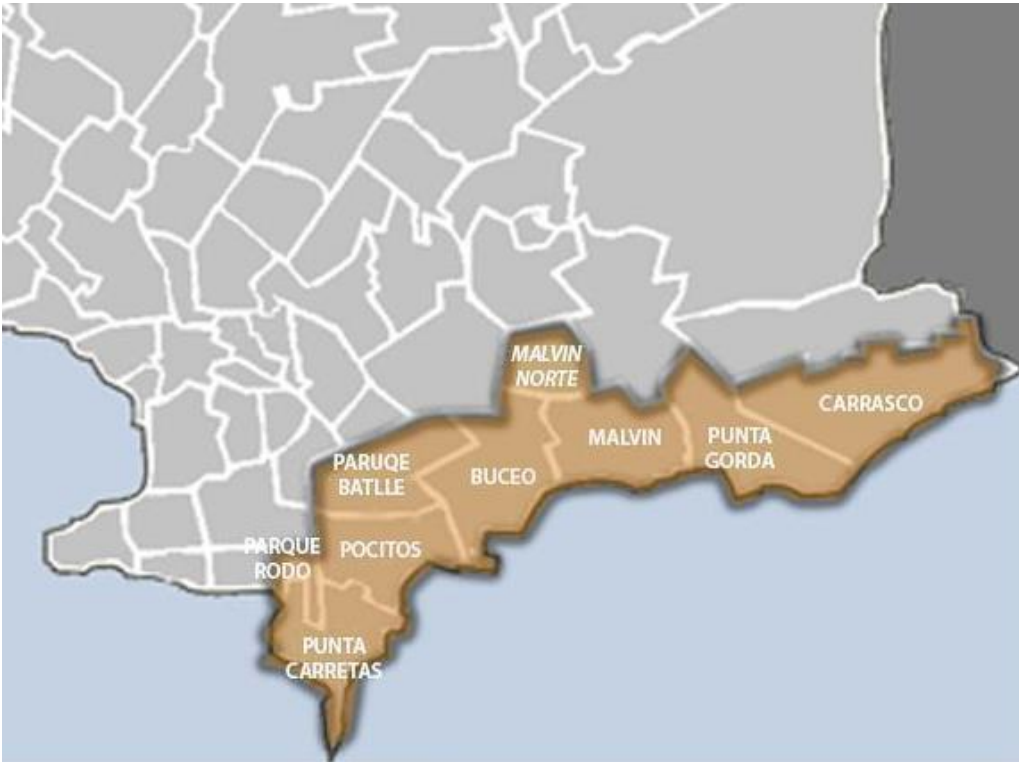 MALVIN
NORTE
CARRASCO
MALVIN
PUNTA
GORDA
PARUQE
BATLLE
BUCEO
PARQUE
RODO
POCITOS
PUNTA
CARRETAS